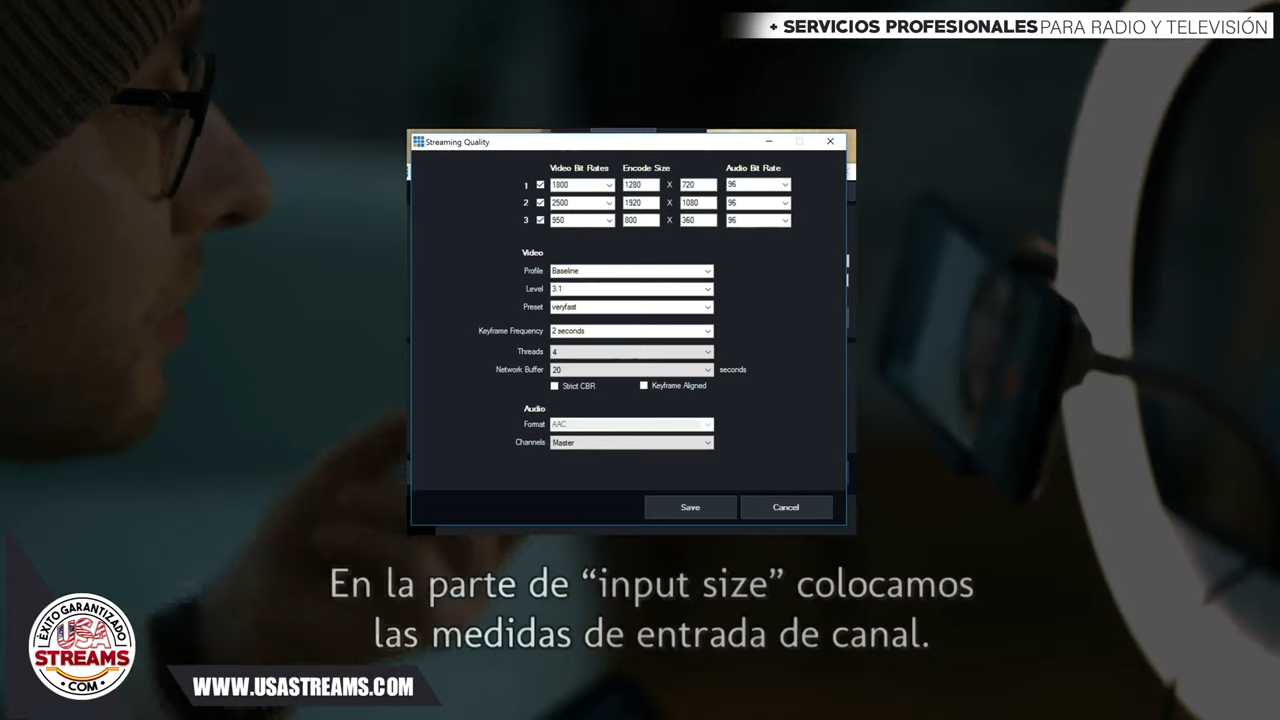 + SERVICIOS PROFESIONALES PARA RADIO Y TELEVISIÓN
Streaming Quality
Video Bit Rates Encode Size Audio Bit Rate
1 1800 1280 X 720 96
2 2500 1920 X 1080 96
3 950 800 X 360 96
Video
Profile Baseline
Level 3.1
Preset veryfast
Keyframe Frequency 2 seconds
Threads 4
Network Buffer 20 seconds
Strict CBR Keyframe Aligned
Audio
Format AAC
Channels Master
Save Cancel
En la parte de “input size” colocamos
las medidas de entrada de canal.
ÉXITO GARANTIZADO
USA
STREAMS
.COM
WWW.USASTREAMS.COM